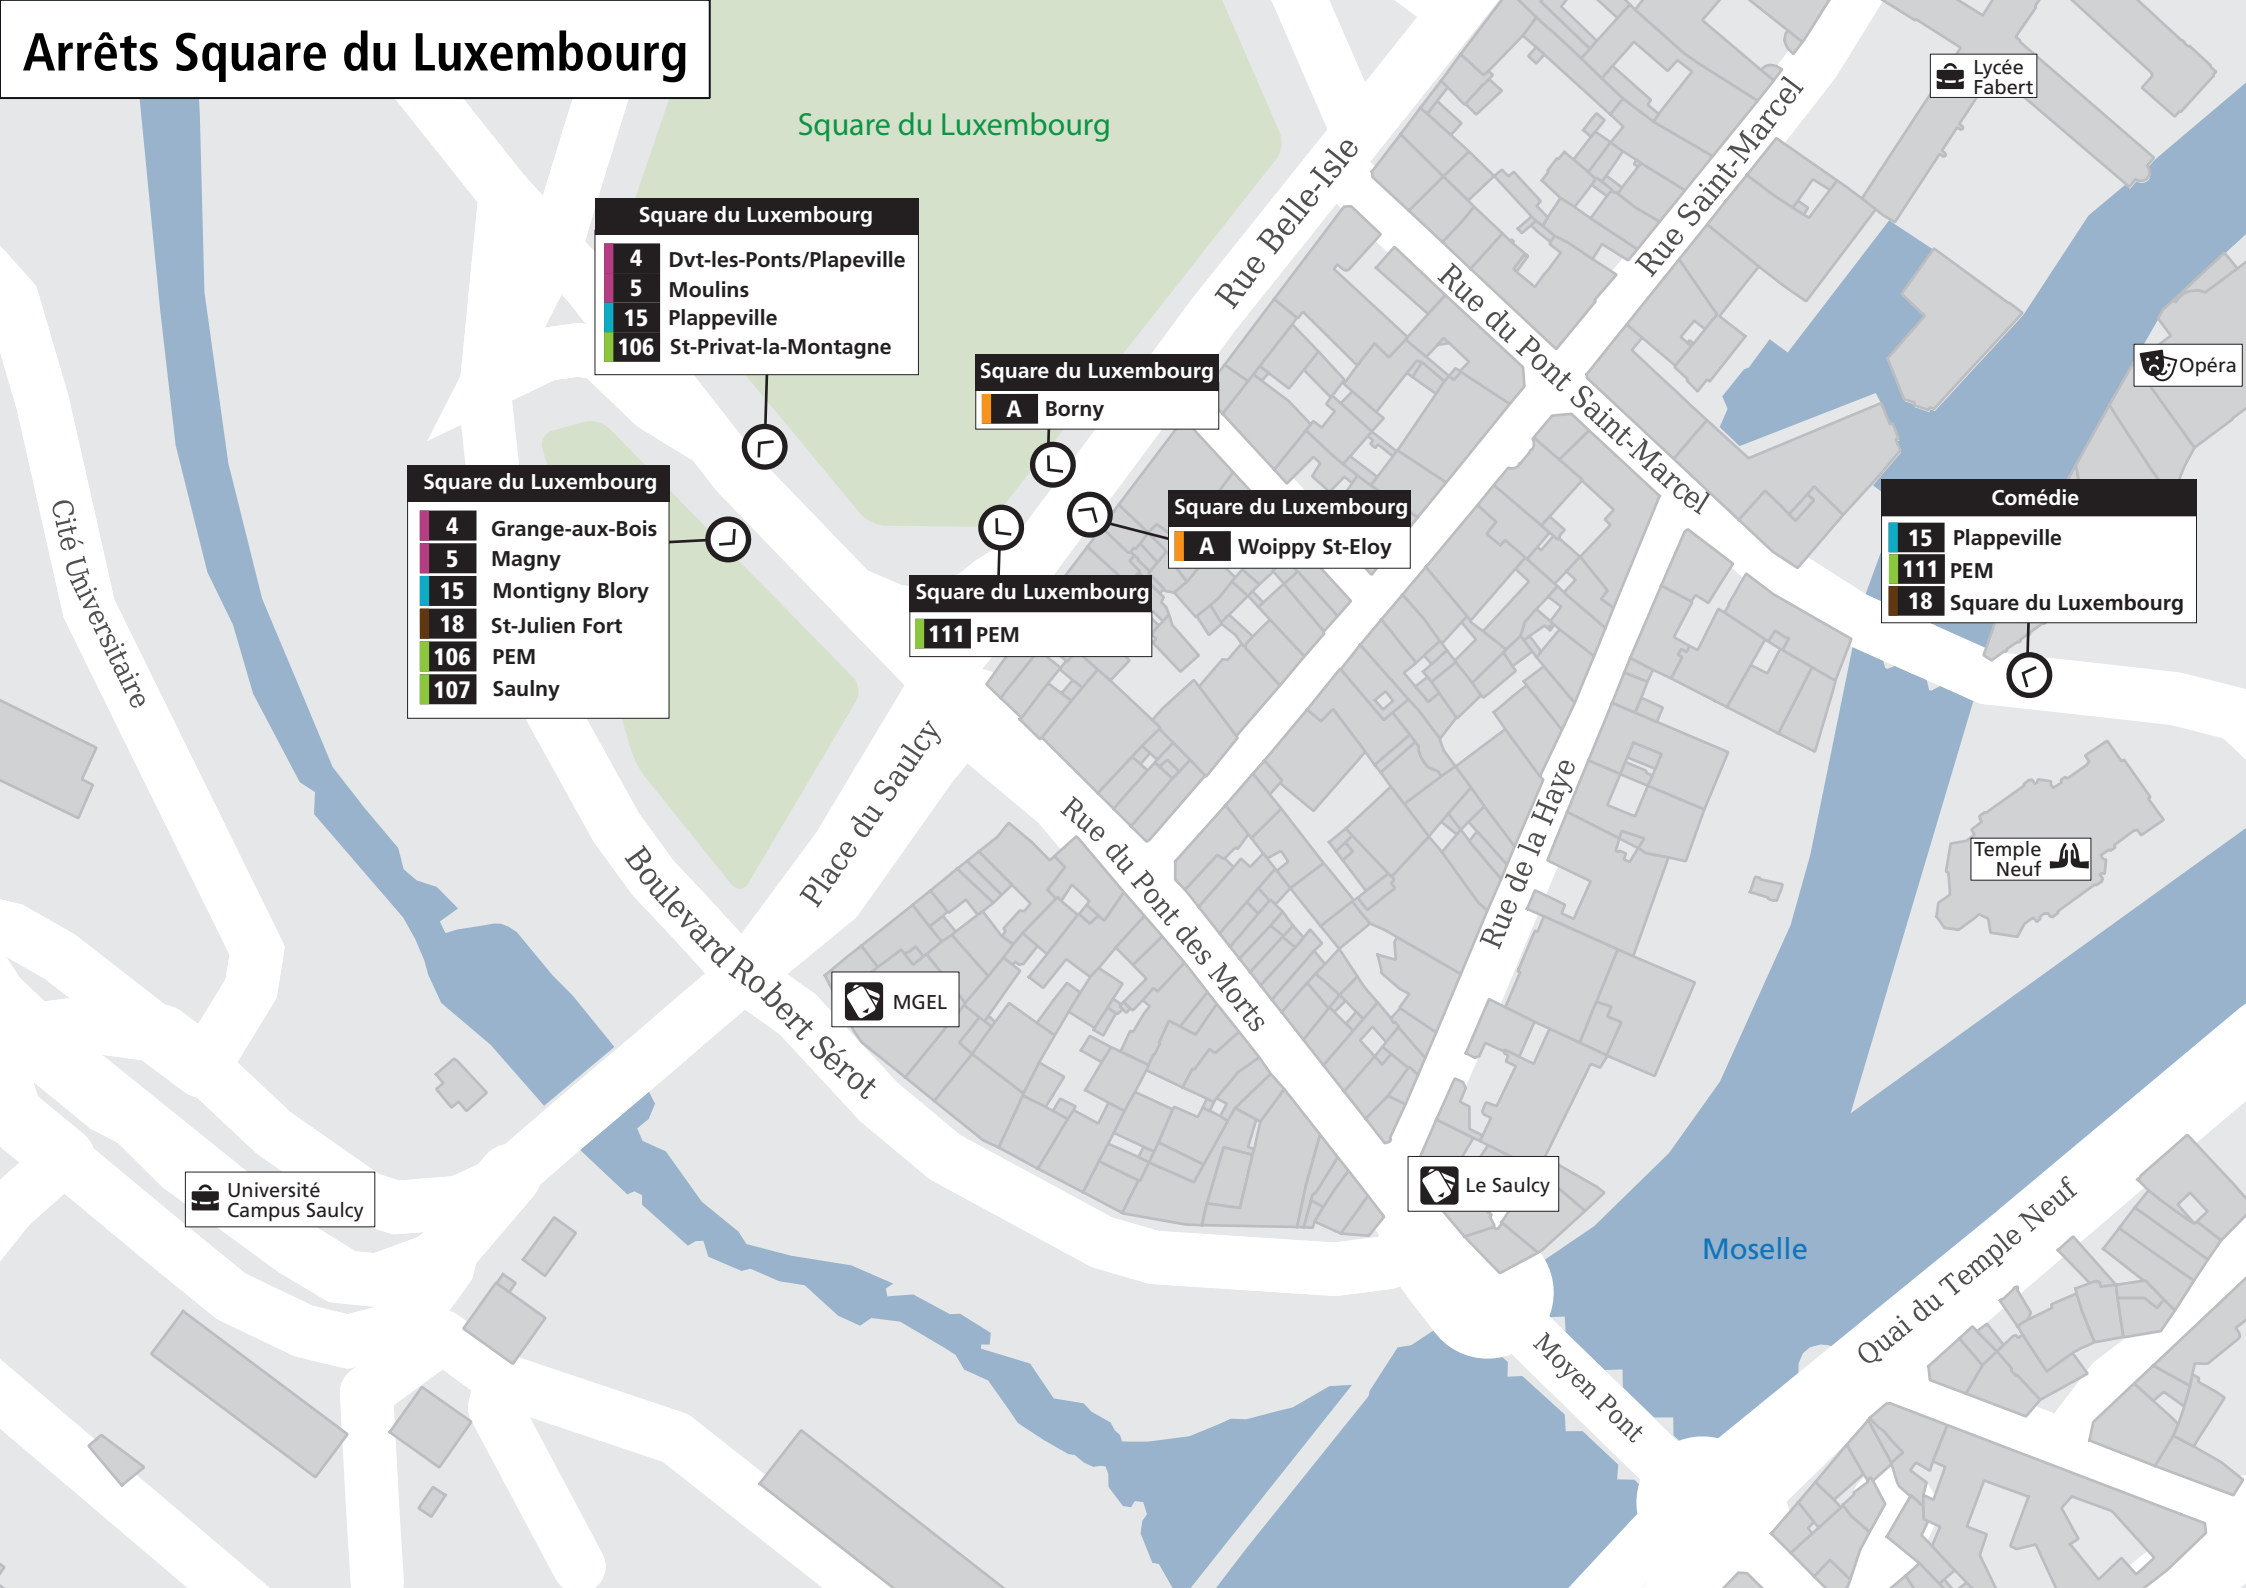 Arrêts Square du Luxembourg
Square du Luxembourg
Lycée
Fabert
Rue Saint-Marcel
Rue Belle-Isle
Rue du Pont Saint-Marcel
Square du Luxembourg
4 Dvt-les-Ponts/Plapeville
5 Moulins
15 Plappeville
106 St-Privat-la-Montagne
Square du Luxembourg
A Borny
Opéra
Square du Luxembourg
4 Grange-aux-Bois
5 Magny
15 Montigny Blory
18 St-Julien Fort
106 PEM
107 Saulny
Square du Luxembourg
A Woippy St-Eloy
Square du Luxembourg
111 PEM
Comédie
15 Plappeville
111 PEM
18 Square du Luxembourg
Cité Universitaire
Place du Saulcy
Rue de la Haye
Rue du Pont des Morts
Boulevard Robert Sérot
Temple
Neuf
MGEL
Université
Campus Saulcy
Le Saulcy
Moselle
Quai du Temple Neuf
Moyen Pont